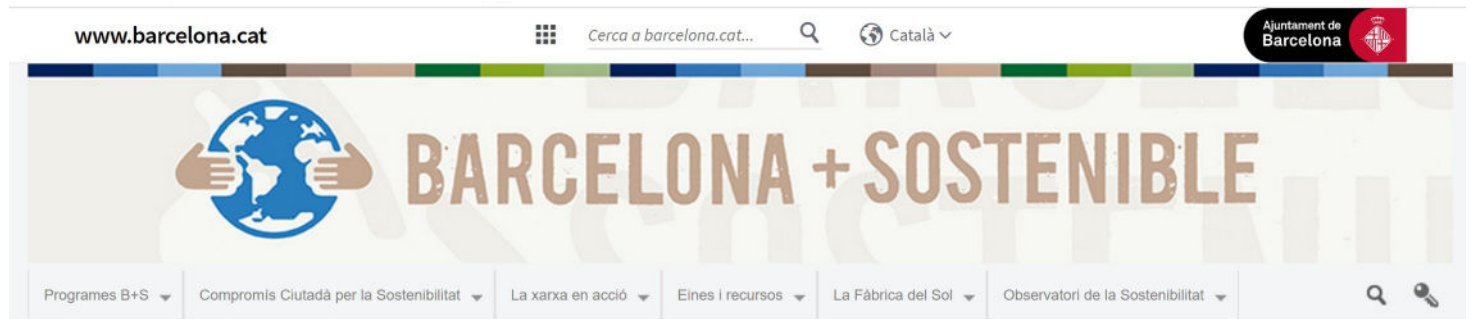 www.barcelona.cat
Cerca a barcelona.cat...
Català
Ajuntament de
Barcelona
BARCELONA + SOSTENIBLE
Programes B+S
Compromís Ciutadà per la Sostenibilitat
La xarxa en acció
Eines i recursos
La Fàbrica del Sol
Observatori de la Sostenibilitat